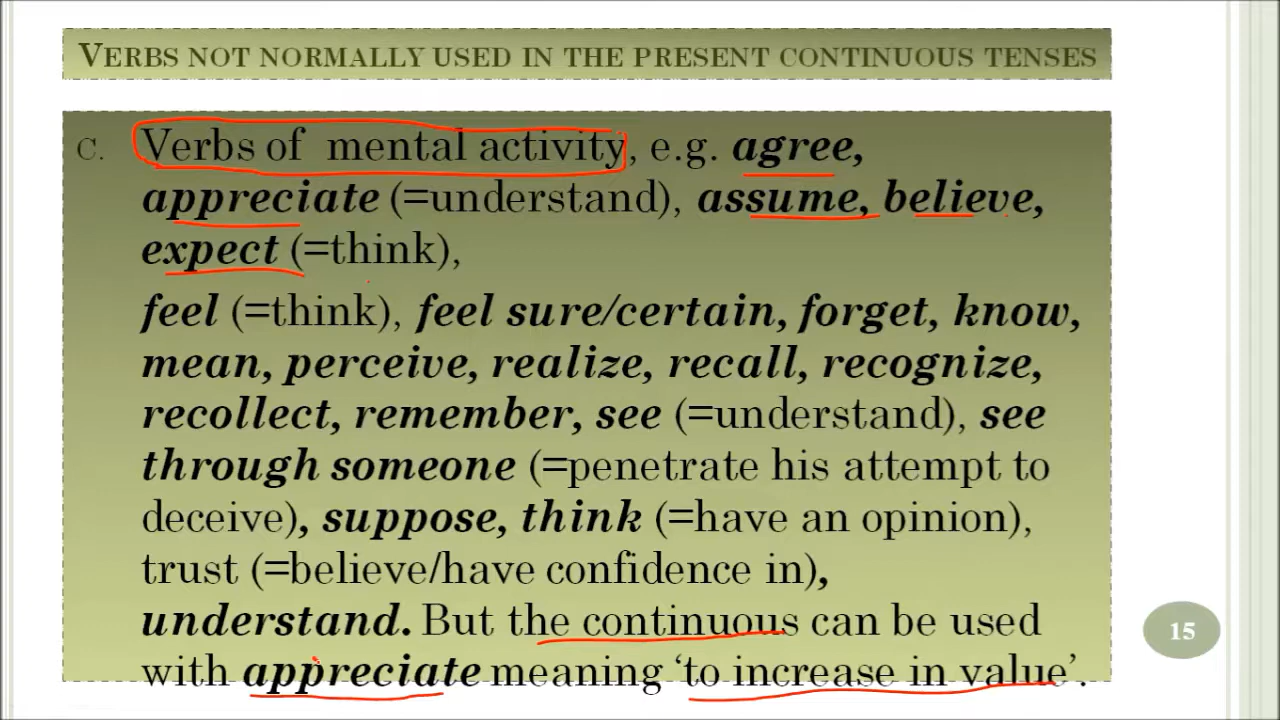 VERBS NOT NORMALLY USED IN THE PRESENT CONTINUOUS TENSES
C. Verbs of mental activity, e.g. agree,
appreciate (=understand), assume, believe,
expect (=think),
feel (=think), feel sure/certain, forget, know,
mean, perceive, realize, recall, recognize,
recollect, remember, see (=understand), see
through someone (=penetrate his attempt to
deceive), suppose, think (=have an opinion),
trust (=believe/have confidence in),
understand. But the continuous can be used
with appreciate meaning ‘to increase in value’.
15